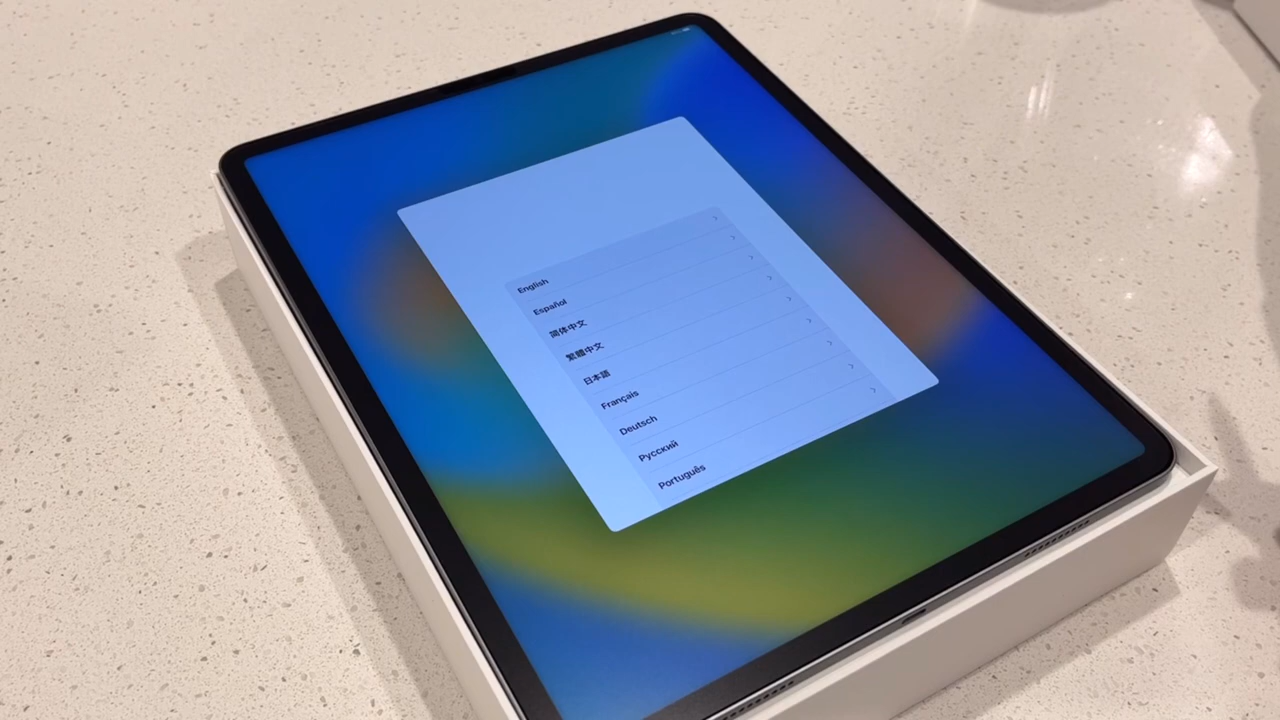 English
Español
简体中文
繁體中文
日本語
Français
Deutsch
Русский
Português